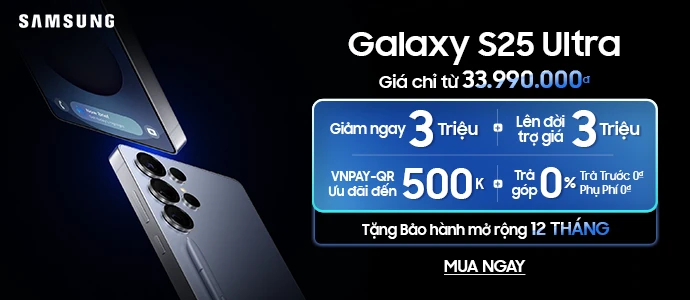 SAMSUNG
Galaxy S25 Ultra
Giá chỉ từ 33.990.000đ
Giảm ngay 3 Triệu
Lên đời trợ giá 3 Triệu
VNPAY-QR Ưu đãi đến 500K
Trả góp 0% Trả Trước 0đ Phụ Phí 0đ
Tặng Bảo hành mở rộng 12 THÁNG
MUA NGAY